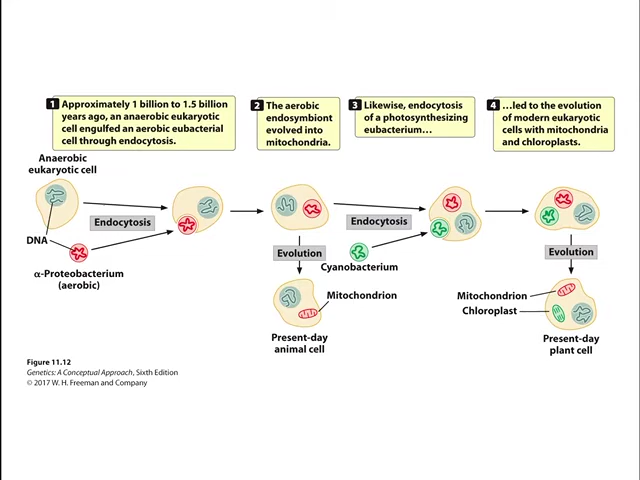 1 Approximately 1 billion to 1.5 billion
years ago, an anaerobic eukaryotic
cell engulfed an aerobic eubacterial
cell through endocytosis.
2 The aerobic
endosymbiont
evolved into
mitochondria.
3 Likewise, endocytosis
of a photosynthesizing
eubacterium…
4 …led to the evolution
of modern eukaryotic
cells with mitochondria
and chloroplasts.
Anaerobic
eukaryotic cell
Endocytosis
DNA
α-Proteobacterium
(aerobic)
Evolution
Mitochondrion
Present-day
animal cell
Endocytosis
Cyanobacterium
Evolution
Mitochondrion
Chloroplast
Present-day
plant cell
Figure 11.12
Genetics: A Conceptual Approach, Sixth Edition
© 2017 W. H. Freeman and Company